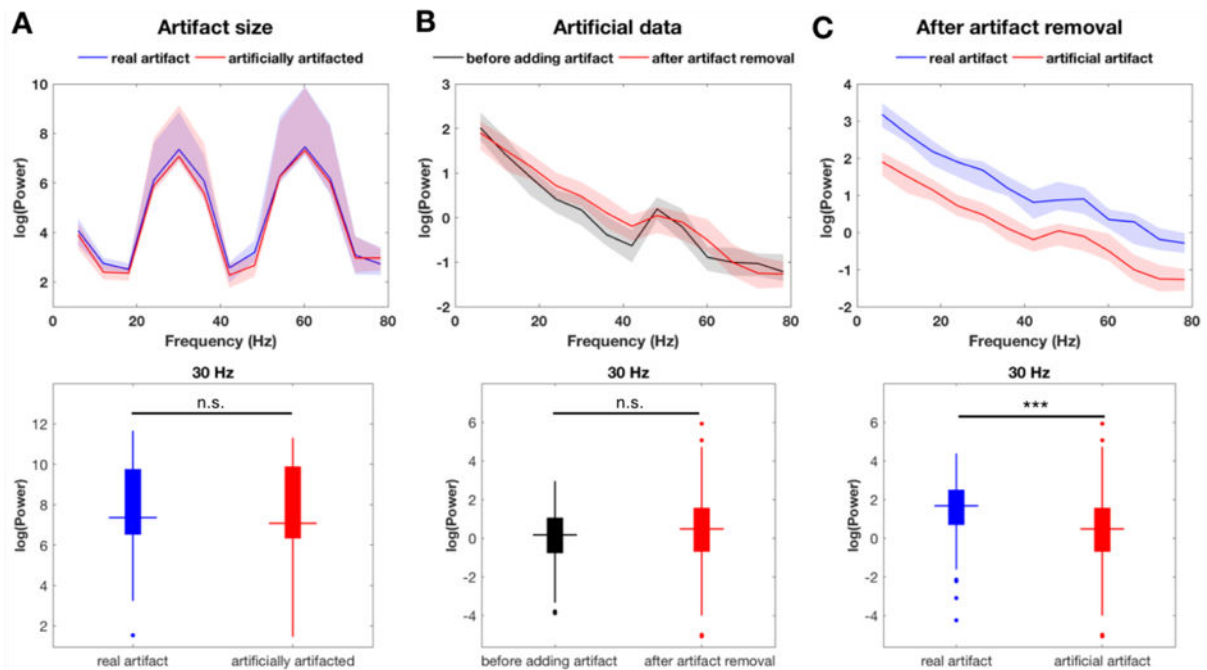 A
Artifact size
real artifact
artificially artifacted
10
8
6
4
2
log(Power)
0
20
40
60
80
Frequency (Hz)
B
Artificial data
before adding artifact
after artifact removal
3
2
1
0
-1
-2
log(Power)
0
20
40
60
80
Frequency (Hz)
C
After artifact removal
real artifact
artificial artifact
4
3
2
1
0
-1
-2
log(Power)
0
20
40
60
80
Frequency (Hz)
30 Hz
n.s.
12
10
8
6
4
2
log(Power)
real artifact
artificially artifacted
30 Hz
n.s.
6
4
2
0
-2
-4
log(Power)
before adding artifact
after artifact removal
30 Hz
***
6
4
2
0
-2
-4
log(Power)
real artifact
artificial artifact